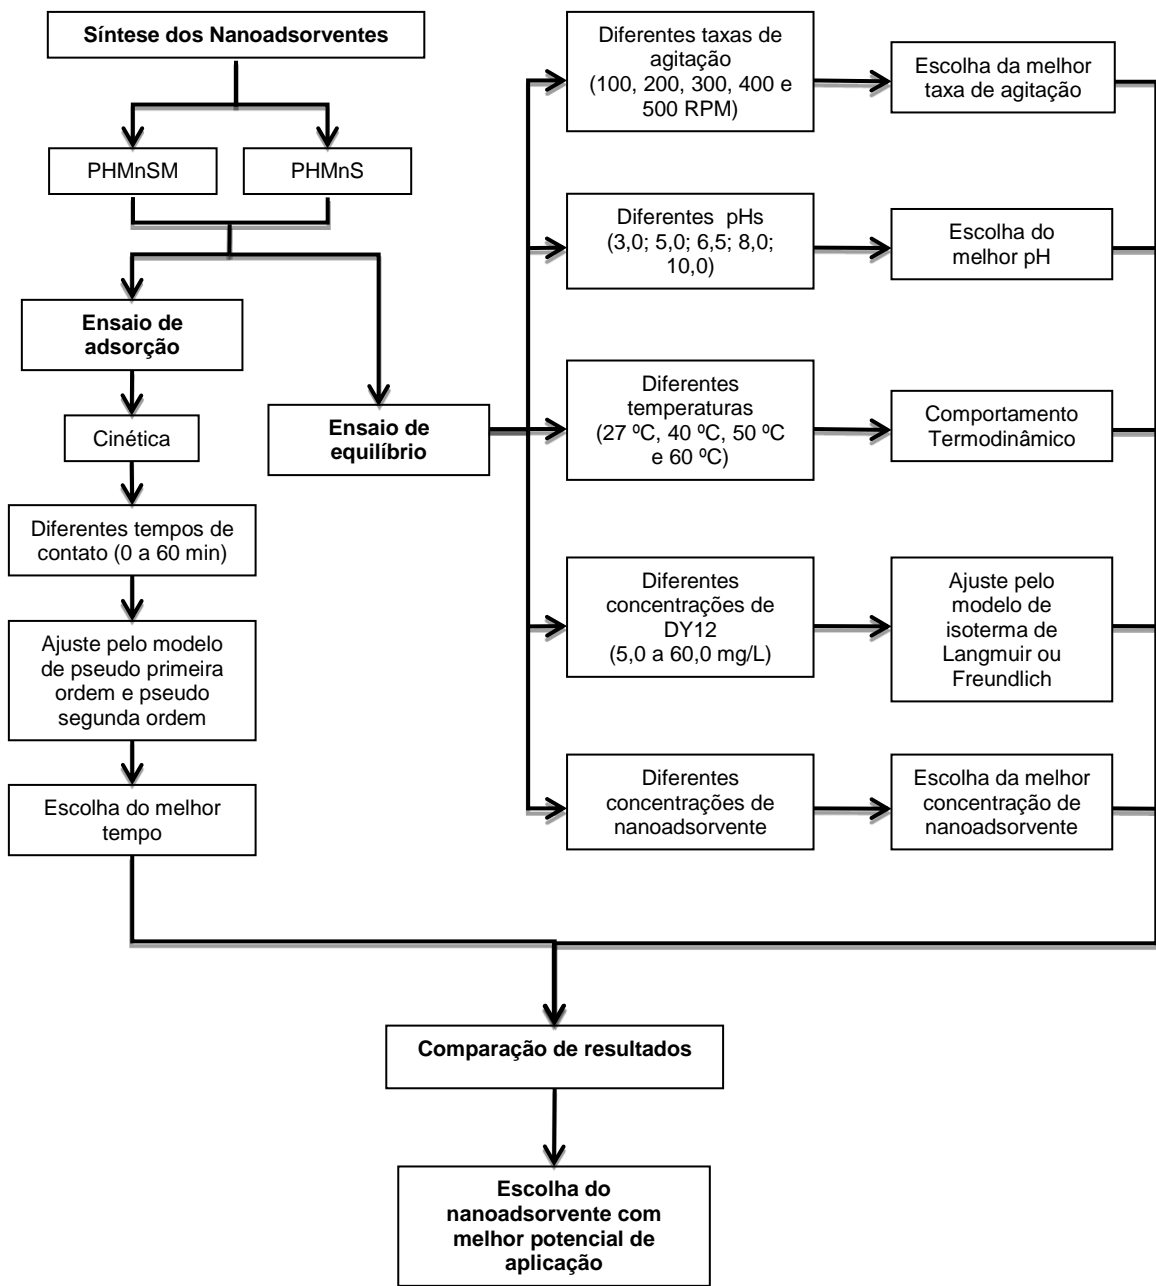 Síntese dos Nanoadsorventes
PHMnSM
PHMnS
Ensaio de
adsorção
Cinética
Diferentes tempos de
contato (0 a 60 min)
Ajuste pelo modelo
de pseudo primeira
ordem e pseudo
segunda ordem
Escolha do melhor
tempo
Ensaio de
equilíbrio
Diferentes taxas de
agitação
(100, 200, 300, 400 e
500 RPM)
Escolha da melhor
taxa de agitação
Diferentes pHs
(3,0; 5,0; 6,5; 8,0;
10,0)
Escolha do
melhor pH
Diferentes
temperaturas
(27 ºC, 40 ºC, 50 ºC
e 60 ºC)
Comportamento
Termodinâmico
Diferentes
concentrações de
DY12
(5,0 a 60,0 mg/L)
Ajuste pelo
modelo de
isoterma de
Langmuir ou
Freundlich
Diferentes
concentrações de
nanoadsorvente
Escolha da melhor
concentração de
nanoadsorvente
Comparação de resultados
Escolha do
nanoadsorvente com
melhor potencial de
aplicação